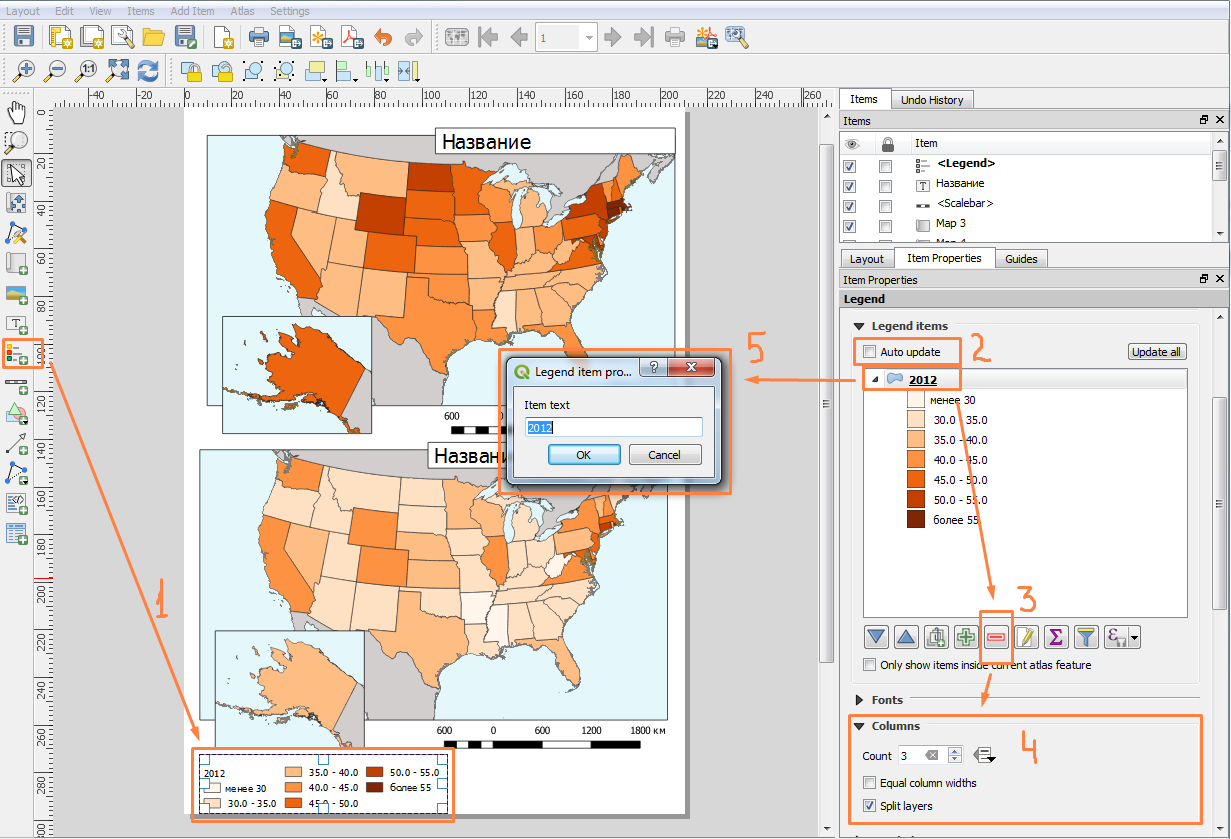 Layout Edit View Items Add Item Atlas Settings
1:1
1
-40 -20 0 20 40 60 80 100 120 140 160 180 200 220 240 260
0
20
40
60
80
100
120
140
160
180
200
220
240
260
280
300
Название
600
Назван
600 0 600 1200 1800 км
2012
менее 30
30.0 - 35.0
35.0 - 40.0
40.0 - 45.0
45.0 - 50.0
50.0 - 55.0
более 55
1
5
Legend item pro...
Item text
2012
OK Cancel
Items Undo History
Items
Item
<Legend>
Название
<Scalebar>
Map 3
Map 4
Layout Item Properties Guides
Item Properties
Legend
Legend items
Auto update 2 Update all
2012
менее 30
30.0 - 35.0
35.0 - 40.0
40.0 - 45.0
45.0 - 50.0
50.0 - 55.0
более 55
3
Only show items inside current atlas feature
Fonts
Columns
Count 3
4
Equal column widths
Split layers